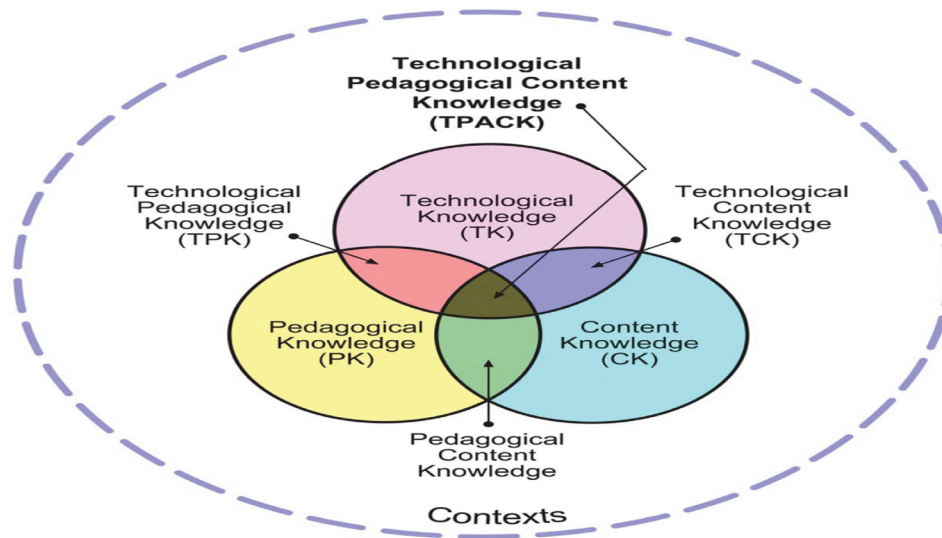 Technological
Pedagogical Content
Knowledge
(TPACK)
Technological
Pedagogical
Knowledge
(TPK)
Technological
Knowledge
(TK)
Technological
Content
Knowledge
(TCK)
Pedagogical
Knowledge
(PK)
Content
Knowledge
(CK)
Pedagogical
Content
Knowledge
Contexts